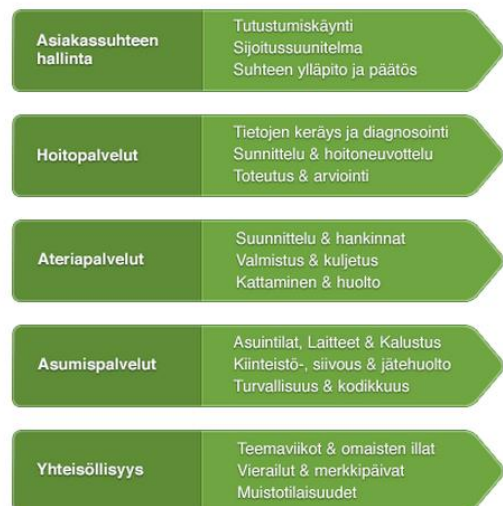 Asiakassuhteen
hallinta
Tutustumiskäynti
Sijoitussuunitelma
Suhteen ylläpito ja päätös
Hoitopalvelut
Tietojen keräys ja diagnosointi
Sunnittelu & hoitoneuvottelu
Toteutus & arviointi
Ateriapalvelut
Suunnittelu & hankinnat
Valmistus & kuljetus
Kattaminen & huolto
Asumispalvelut
Asuintilat, Laitteet & Kalustus
Kiinteistö-, siivous & jätehuolto
Turvallisuus & kodikkuus
Yhteisöllisyys
Teemaviikot & omaisten illat
Vierailut & merkkipäivat
Muistotilaisuudet